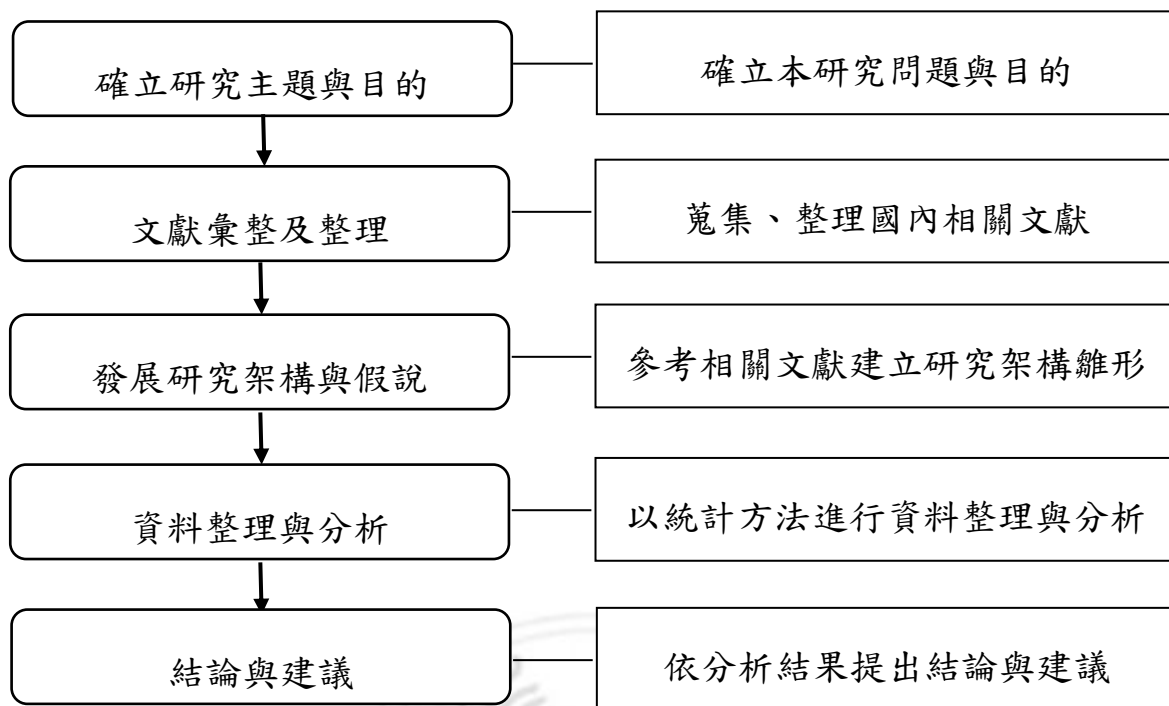 確立研究主題與目的
確立本研究問題與目的
文獻彙整及整理
蒐集、整理國內相關文獻
發展研究架構與假說
參考相關文獻建立研究架構雛形
資料整理與分析
以統計方法進行資料整理與分析
結論與建議
依分析結果提出結論與建議